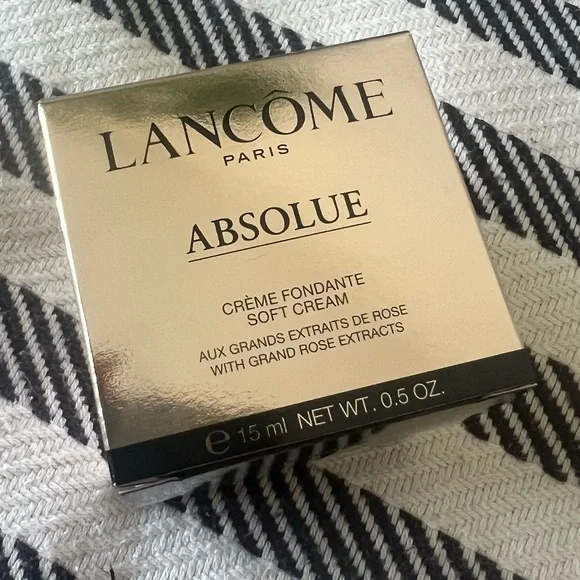 LANCÔME
PARIS
ABSOLUE
CRÈME FONDANTE
SOFT CREAM
AUX GRANDS EXTRAITS DE ROSE
WITH GRAND ROSE EXTRACTS
℮ 15 ml NET WT. 0.5 OZ.